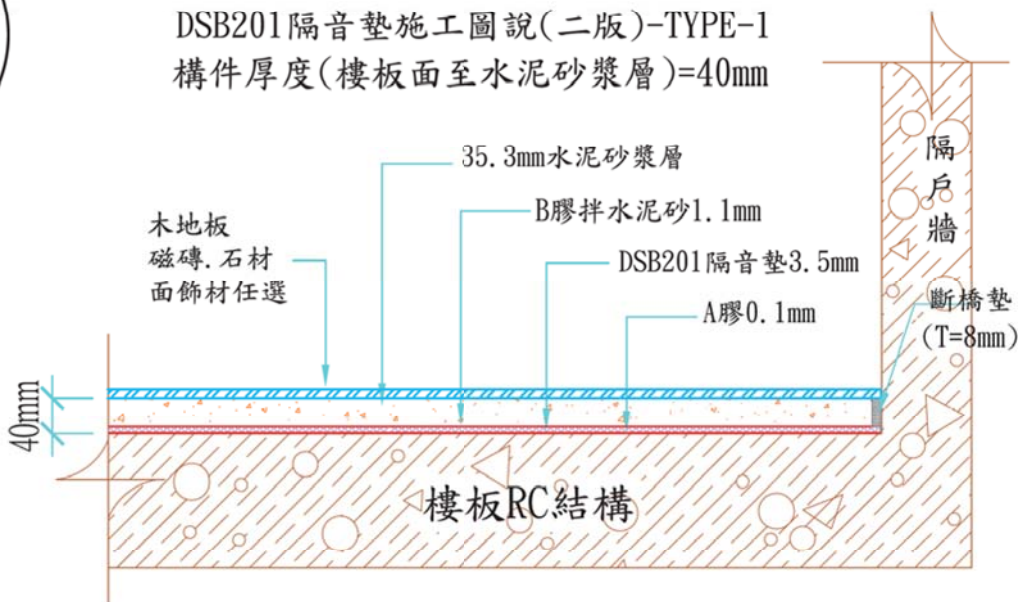 DSB201隔音墊施工圖說(二版)-TYPE-1
構件厚度(樓板面至水泥砂漿層)=40mm
35.3mm水泥砂漿層
B膠拌水泥砂1.1mm
DSB201隔音墊3.5mm
A膠0.1mm
木地板
磁磚.石材
面飾材任選
隔戶牆
斷橋墊
(T=8mm)
40mm
樓板RC結構